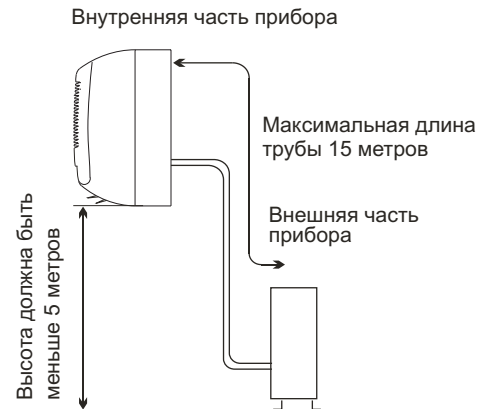 Внутренняя часть прибора
Максимальная длина
трубы 15 метров
Внешняя часть
прибора
Высота должна быть
меньше 5 метров